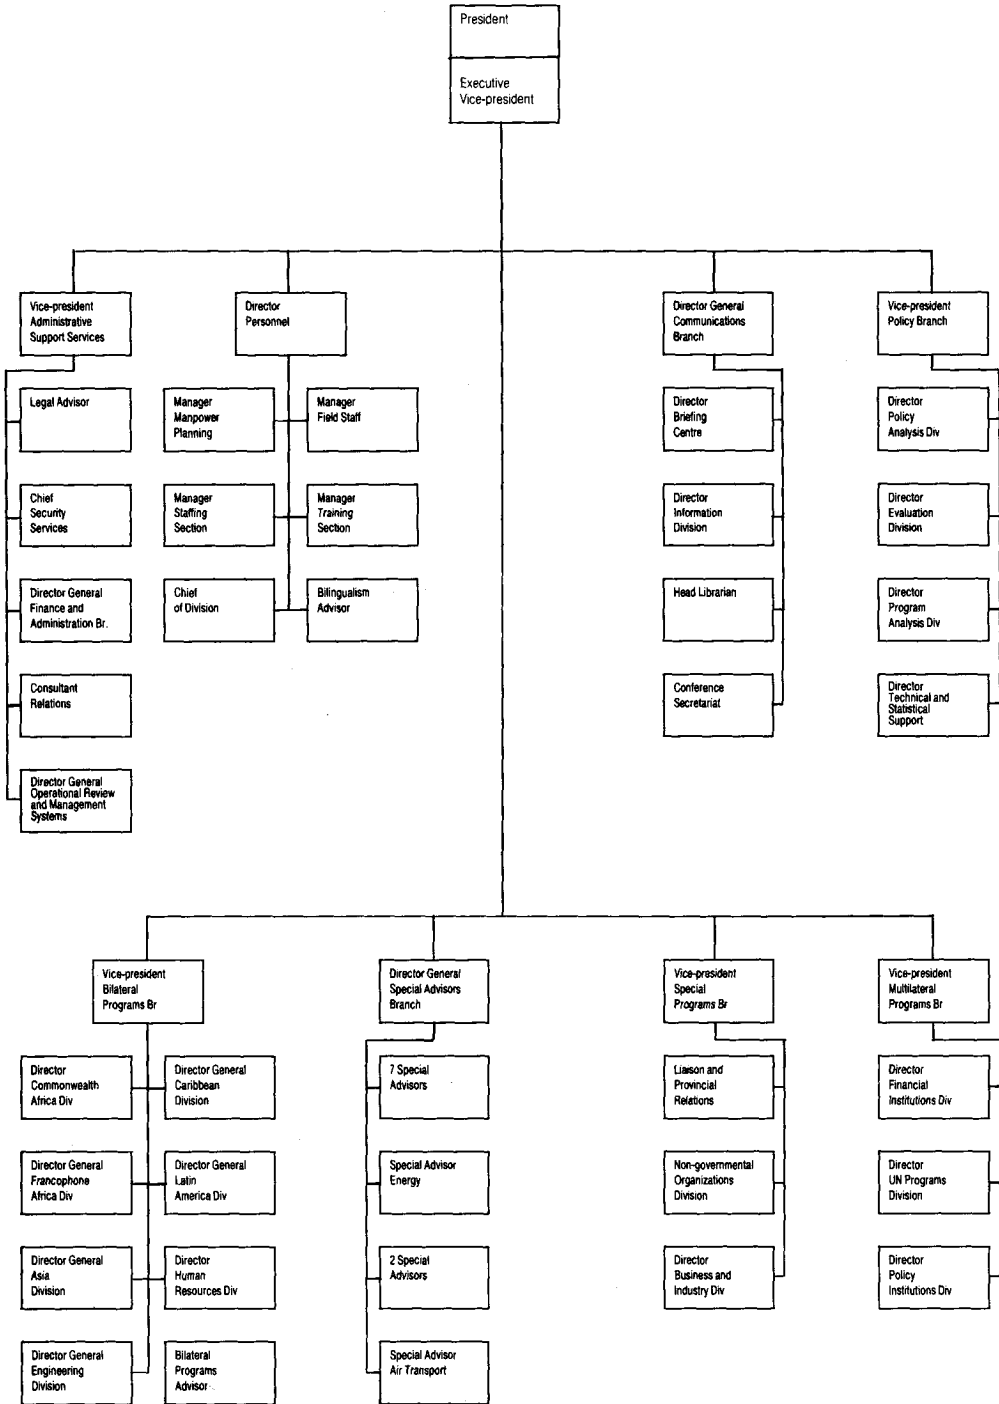 President
Executive
Vice-president
Vice-president
Administrative
Support Services
Director
Personnel
Director General
Communications
Branch
Vice-president
Policy Branch
Legal Advisor
Manager
Manpower
Planning
Manager
Field Staff
Director
Briefing
Centre
Director
Policy
Analysis Div
Chief
Security
Services
Manager
Staffing
Section
Manager
Training
Section
Director
Information
Division
Director
Evaluation
Division
Director General
Finance and
Administration Br.
Chief
of Division
Bilingualism
Advisor
Head Librarian
Director
Program
Analysis Div
Consultant
Relations
Conference
Secretariat
Director
Technical and
Statistical
Support
Director General
Operational Review
and Management
Systems
Vice-president
Bilateral
Programs Br
Director General
Special Advisors
Branch
Vice-president
Special
Programs Br
Vice-president
Multilateral
Programs Br
Director
Commonwealth
Africa Div
Director General
Caribbean
Division
7 Special
Advisors
Liaison and
Provincial
Relations
Director
Financial
Institutions Div
Director General
Francophone
Africa Div
Director General
Latin
America Div
Special Advisor
Energy
Non-governmental
Organizations
Division
Director
UN Programs
Division
Director General
Asia
Division
Director
Human
Resources Div
2 Special
Advisors
Director
Business and
Industry Div
Director
Policy
Institutions Div
Director General
Engineering
Division
Bilateral
Programs
Advisor
Special Advisor
Air Transport